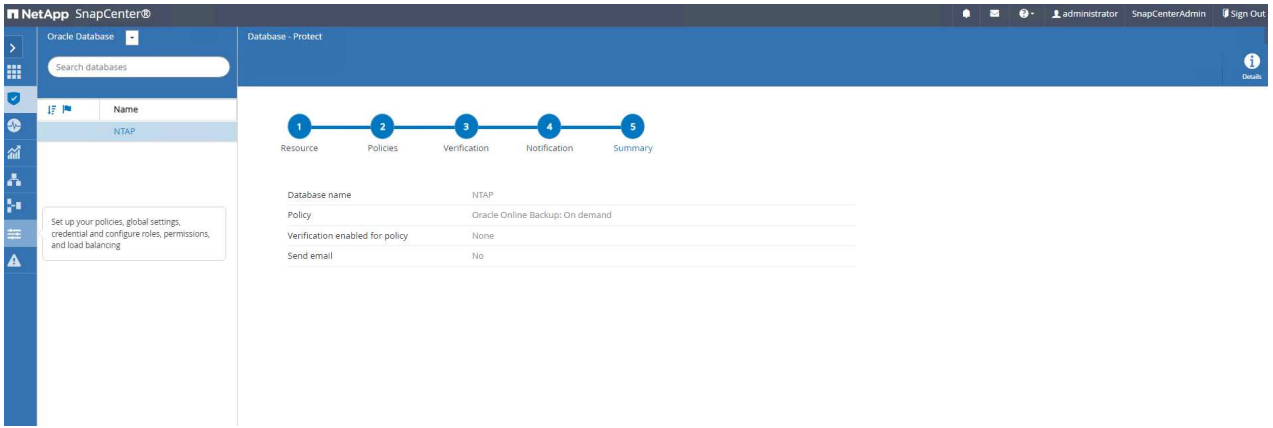 NetApp SnapCenter®
administrator SnapCenterAdmin Sign Out
Oracle Database
Database - Protect
Search databases
Details
Name
NTAP
1 2 3 4 5
Resource Policies Verification Notification Summary
Database name NTAP
Policy Oracle Online Backup: On demand
Verification enabled for policy None
Send email No
Set up your policies, global settings,
credential and configure roles, permissions,
and load balancing